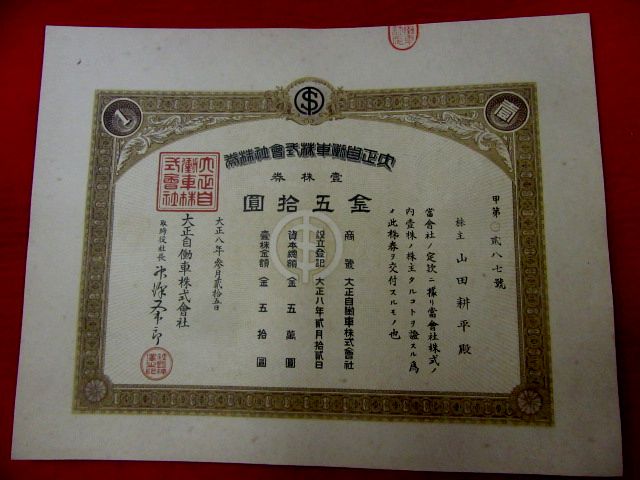 大正自働車株式會社株券
壹株券
金五拾圓
1
壹
甲第〇貳八七號
株主 山田耕平殿
當會社ノ定欵ニ據リ當會社株式ノ
内壹株ノ株主タルコトヲ證スル爲
メ此株券ヲ交付スルモノ也
商號 大正自働車株式會社
設立登記 大正八年貳月拾貳日
資本總額 金五萬圓
壹株金額 金五拾圓
大正八年参月貳拾五日
大正自働車株式會社
取締役社長
大正自働車株式會社